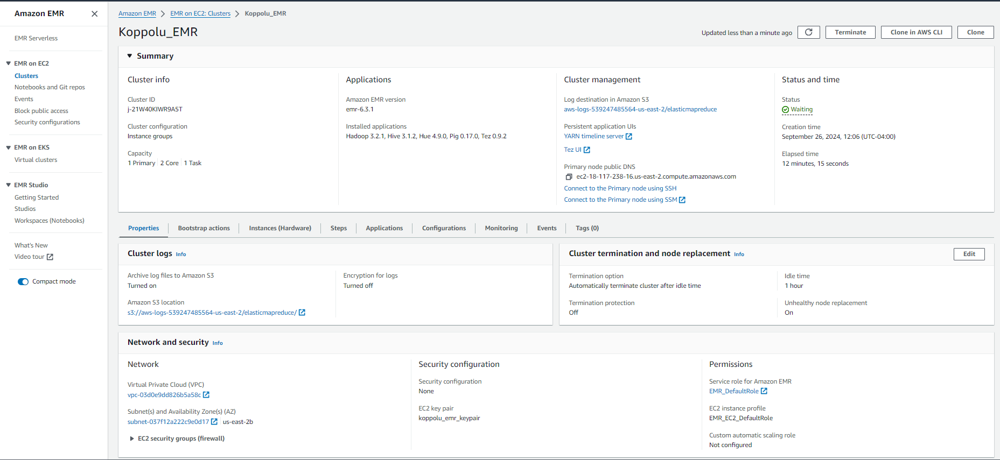 Amazon EMR
EMR Serverless
EMR on EC2
Clusters
Notebooks and Git repos
Events
Block public access
Security configurations
EMR on EKS
Virtual clusters
EMR Studio
Getting Started
Studios
Workspaces (Notebooks)
What's New
Video tour
Compact mode
Amazon EMR > EMR on EC2: Clusters > Koppolu_EMR
Koppolu_EMR
Updated less than a minute ago
Terminate
Clone in AWS CLI
Clone
Summary
Cluster info
Cluster ID
j-21W40KIWR9A5T
Cluster configuration
Instance groups
Capacity
1 Primary | 2 Core | 1 Task
Applications
Amazon EMR version
emr-6.3.1
Installed applications
Hadoop 3.2.1, Hive 3.1.2, Hue 4.9.0, Pig 0.17.0, Tez 0.9.2
Cluster management
Log destination in Amazon S3
aws-logs-539247485564-us-east-2/elasticmapreduce
Persistent application UIs
YARN timeline server
Tez UI
Primary node public DNS
ec2-18-117-238-16.us-east-2.compute.amazonaws.com
Connect to the Primary node using SSH
Connect to the Primary node using SSM
Status and time
Status
Waiting
Creation time
September 26, 2024, 12:06 (UTC-04:00)
Elapsed time
12 minutes, 15 seconds
Properties
Bootstrap actions
Instances (Hardware)
Steps
Applications
Configurations
Monitoring
Events
Tags (0)
Cluster logs Info
Archive log files to Amazon S3
Turned on
Amazon S3 location
s3://aws-logs-539247485564-us-east-2/elasticmapreduce/
Encryption for logs
Turned off
Cluster termination and node replacement Info
Edit
Termination option
Automatically terminate cluster after idle time
Termination protection
Off
Idle time
1 hour
Unhealthy node replacement
On
Network and security Info
Network
Virtual Private Cloud (VPC)
vpc-03d0e9dd826b5a58c
Subnet(s) and Availability Zone(s) (AZ)
subnet-037f12a222c9e0d17 | us-east-2b
EC2 security groups (firewall)
Security configuration
Security configuration
None
EC2 key pair
koppolu_emr_keypair
Permissions
Service role for Amazon EMR
EMR_DefaultRole
EC2 instance profile
EMR_EC2_DefaultRole
Custom automatic scaling role
Not configured